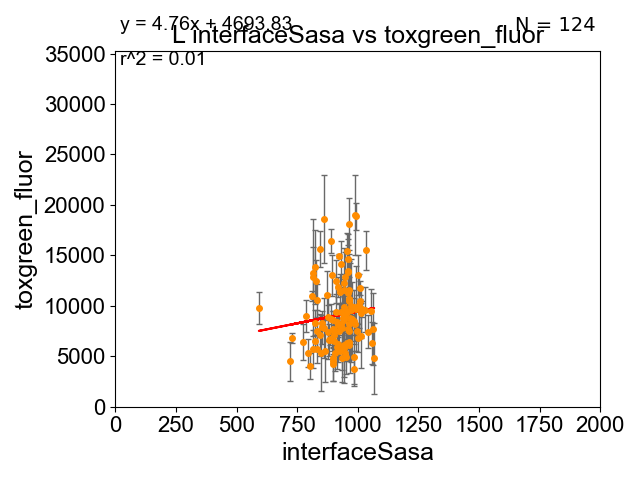 y = 4.76x + 4693.83
N = 124
L interfaceSasa vs toxgreen_fluor
r^2 = 0.01
35000
30000
25000
20000
15000
10000
5000
0
toxgreen_fluor
0 250 500 750 1000 1250 1500 1750 2000
interfaceSasa